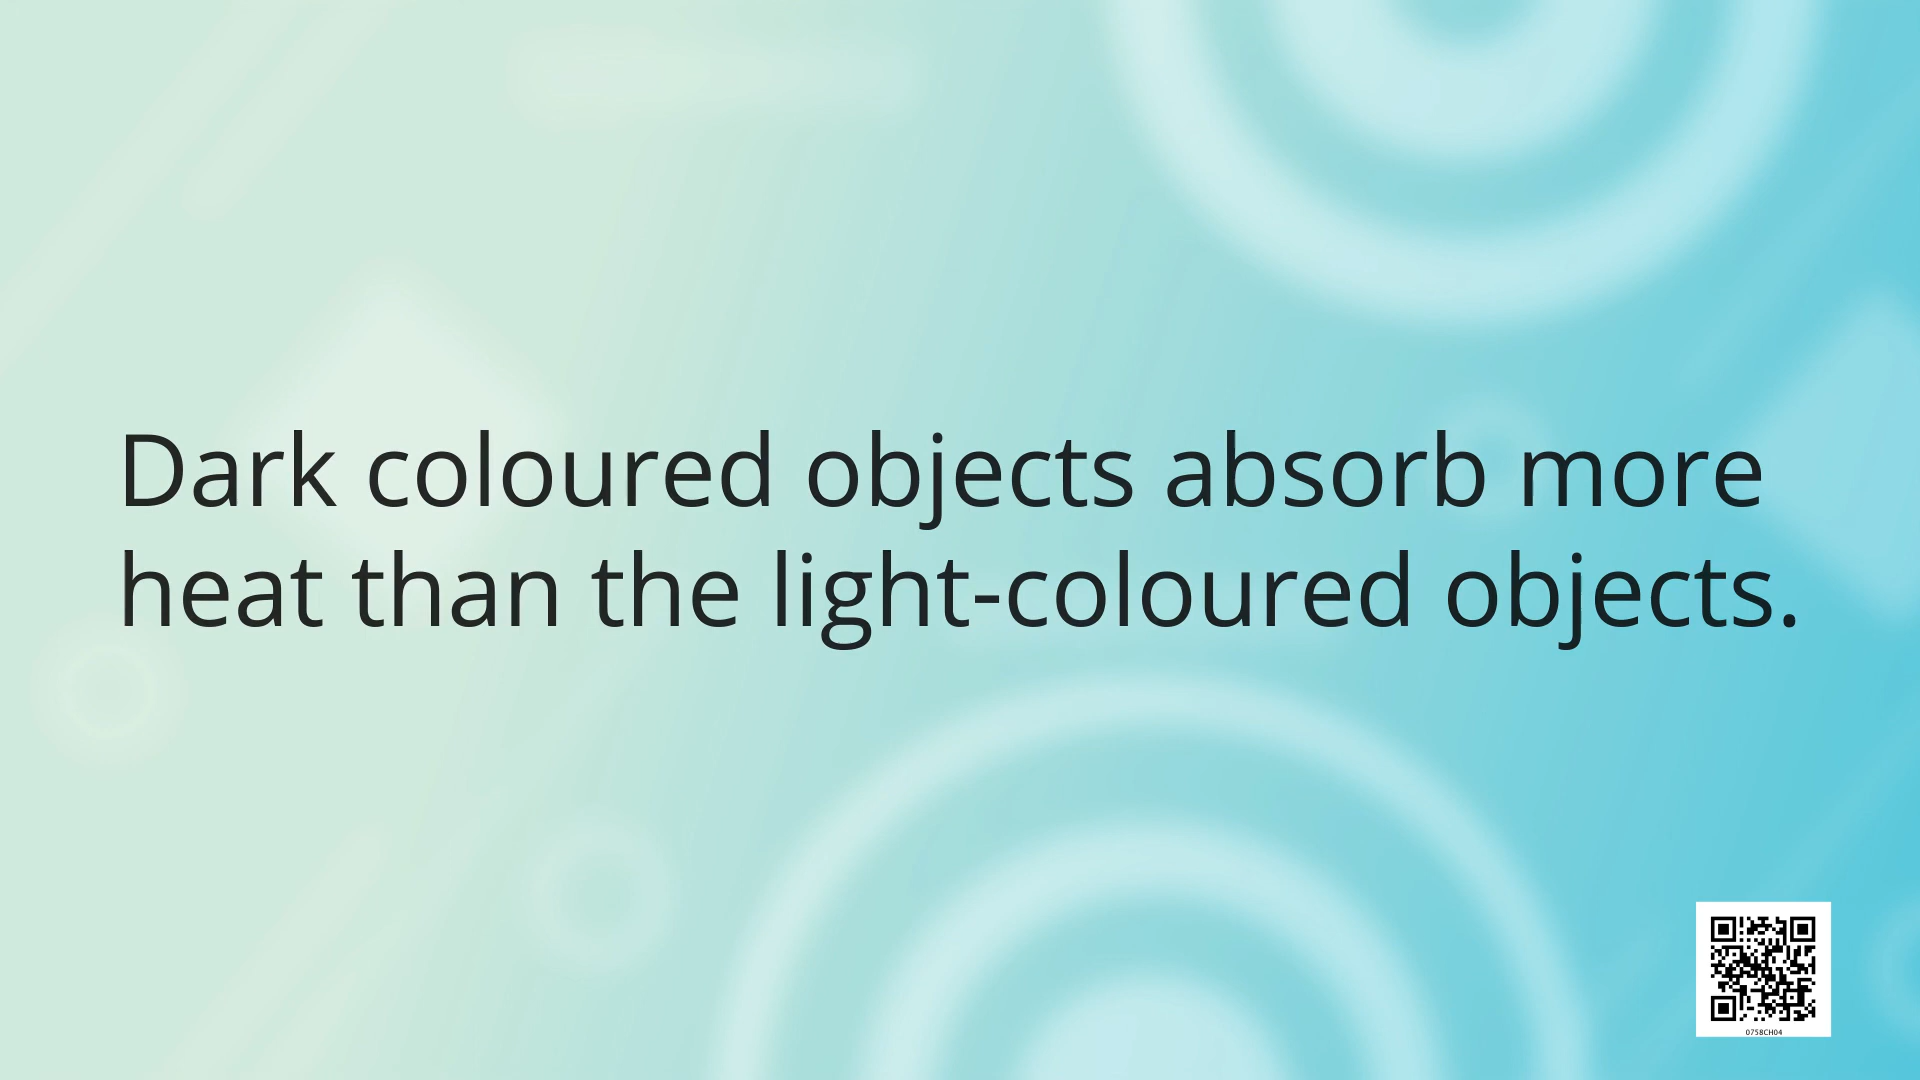 Dark coloured objects absorb more
heat than the light-coloured objects.
0758CH04